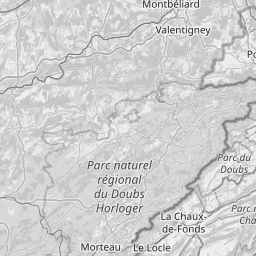 Montbéliard
Valentigney
Parc naturel
régional
du Doubs
Horloger
Parc du
Doubs
La Chaux-
de-Fonds
Morteau
Le Locle